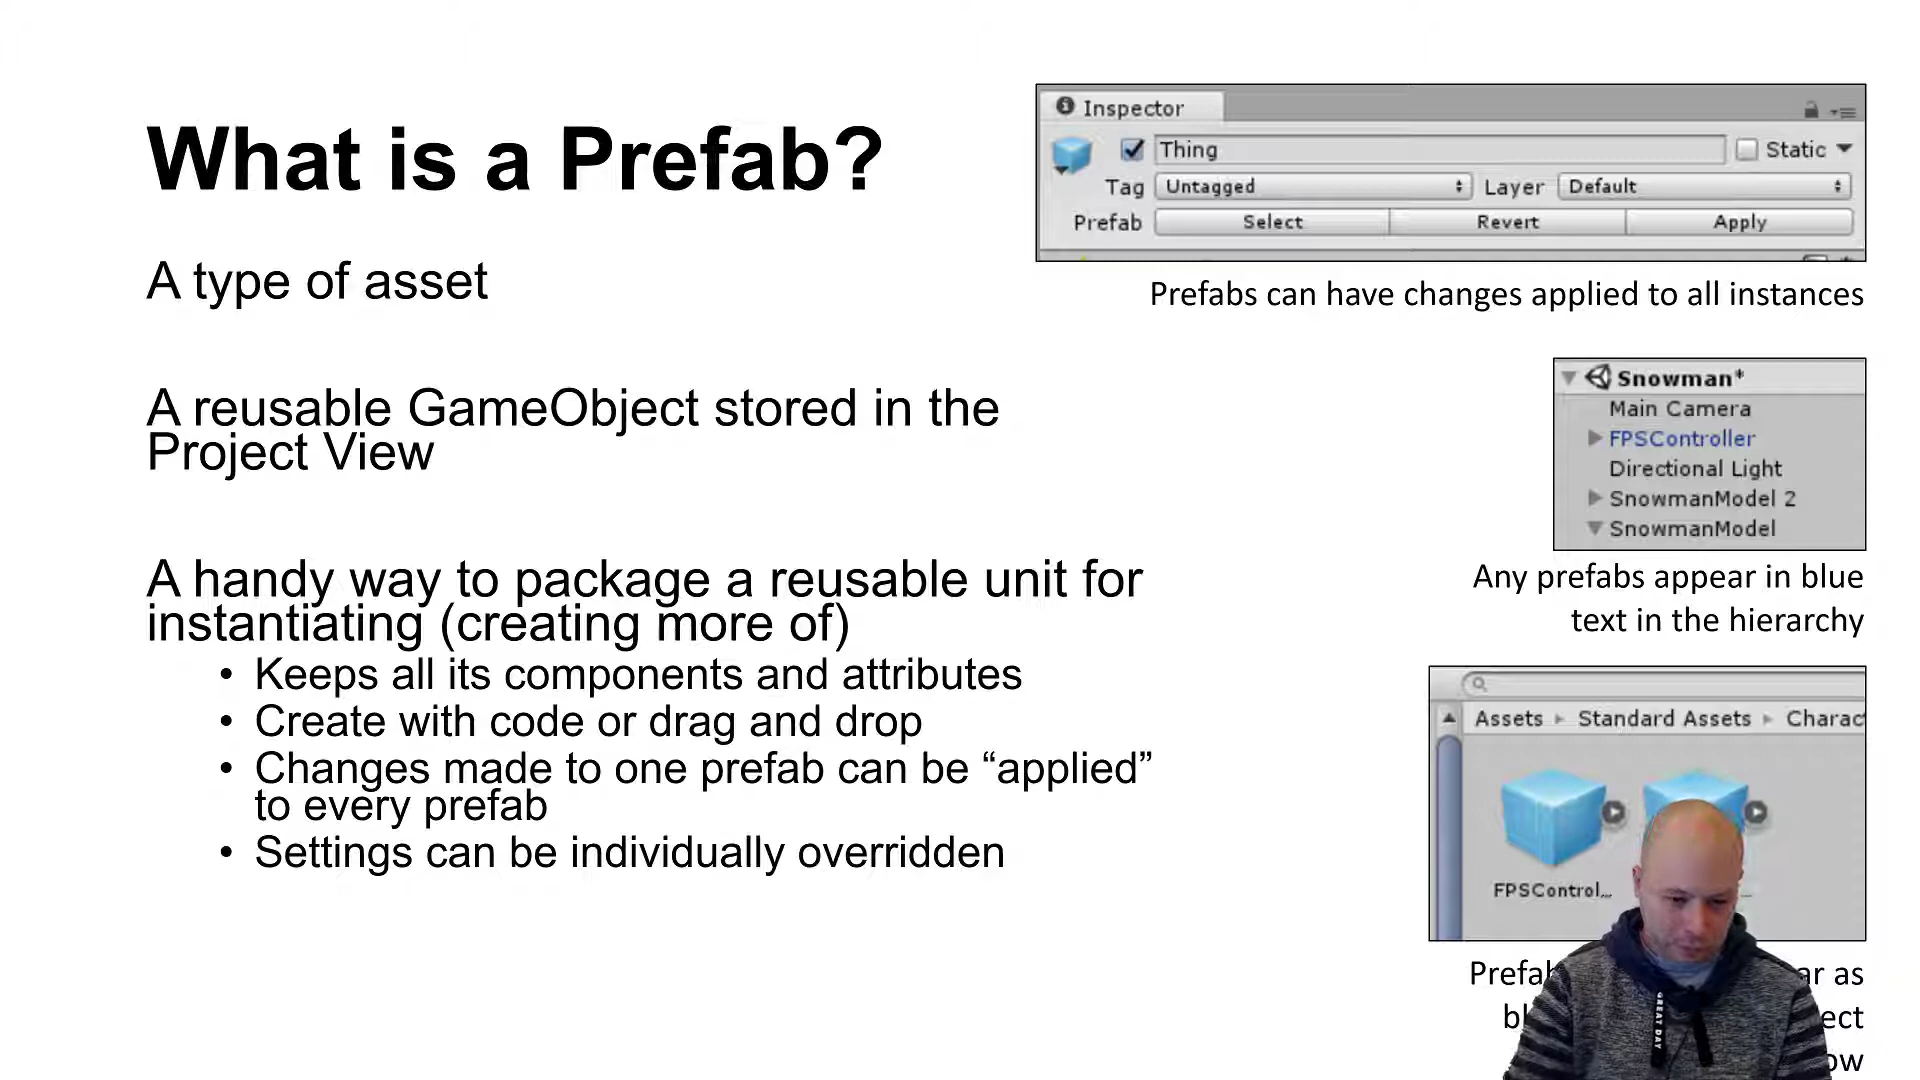 What is a Prefab?
A type of asset
A reusable GameObject stored in the
Project View
A handy way to package a reusable unit for
instantiating (creating more of)
• Keeps all its components and attributes
• Create with code or drag and drop
• Changes made to one prefab can be “applied”
to every prefab
• Settings can be individually overridden
Inspector
Thing
Static
Tag
Untagged
Layer
Default
Prefab
Select
Revert
Apply
Prefabs can have changes applied to all instances
Snowman*
Main Camera
FPSController
Directional Light
SnowmanModel 2
SnowmanModel
Any prefabs appear in blue
text in the hierarchy
Assets Standard Assets Charac
FPSControl...
as
GREAT DAY